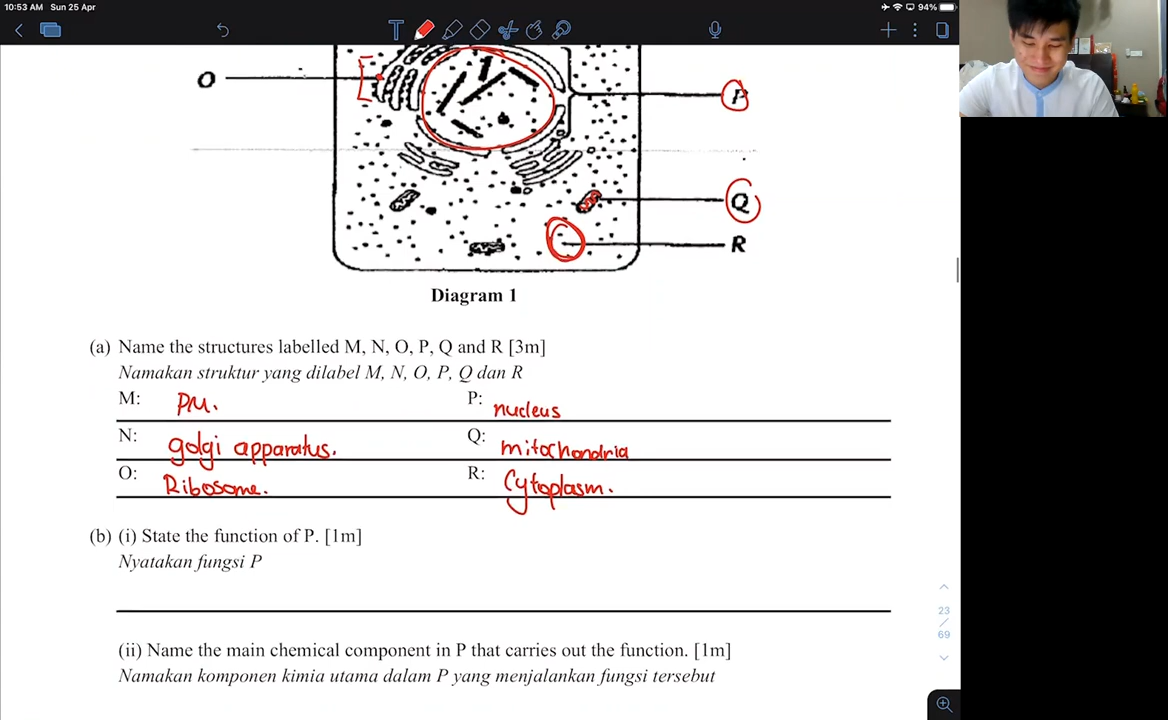 10:53 AM Sun 25 Apr
94%
T
O
P
Q
R
Diagram 1
(a) Name the structures labelled M, N, O, P, Q and R [3m]
Namakan struktur yang dilabel M, N, O, P, Q dan R
M: PM. P: nucleus
N: golgi apparatus. Q: mitochondria
O: Ribosome. R: Cytoplasm.
(b) (i) State the function of P. [1m]
Nyatakan fungsi P
23
/
69
(ii) Name the main chemical component in P that carries out the function. [1m]
Namakan komponen kimia utama dalam P yang menjalankan fungsi tersebut